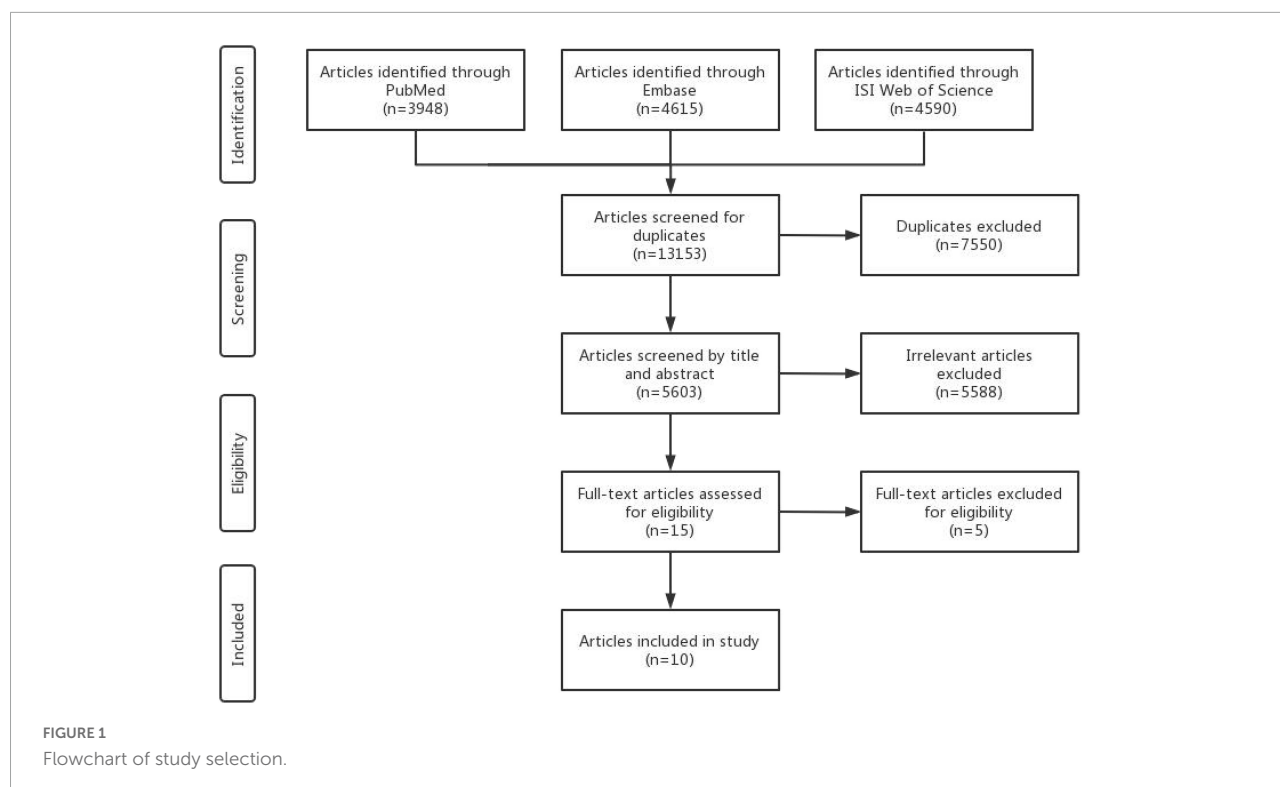 Identification
Articles identified through
PubMed
(n=3948)
Articles identified through
Embase
(n=4615)
Articles identified through
ISI Web of Science
(n=4590)
Screening
Articles screened for
duplicates
(n=13153)
Duplicates excluded
(n=7550)
Articles screened by title
and abstract
(n=5603)
Irrelevant articles
excluded
(n=5588)
Eligibility
Full-text articles assessed
for eligibility
(n=15)
Full-text articles excluded
for eligibility
(n=5)
Included
Articles included in study
(n=10)
FIGURE 1
Flowchart of study selection.